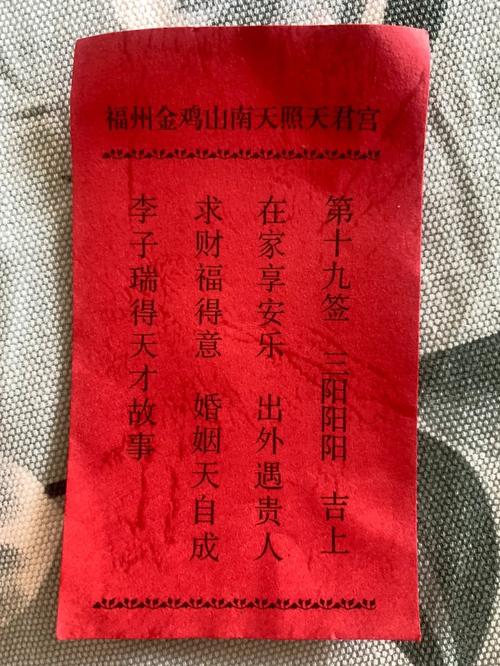 福州金鸡山南天照天君宫
第十九签 三阳阳阳 吉上
在家享安乐 出外遇贵人
求财福得意 婚姻天自成
李子瑞得天才故事